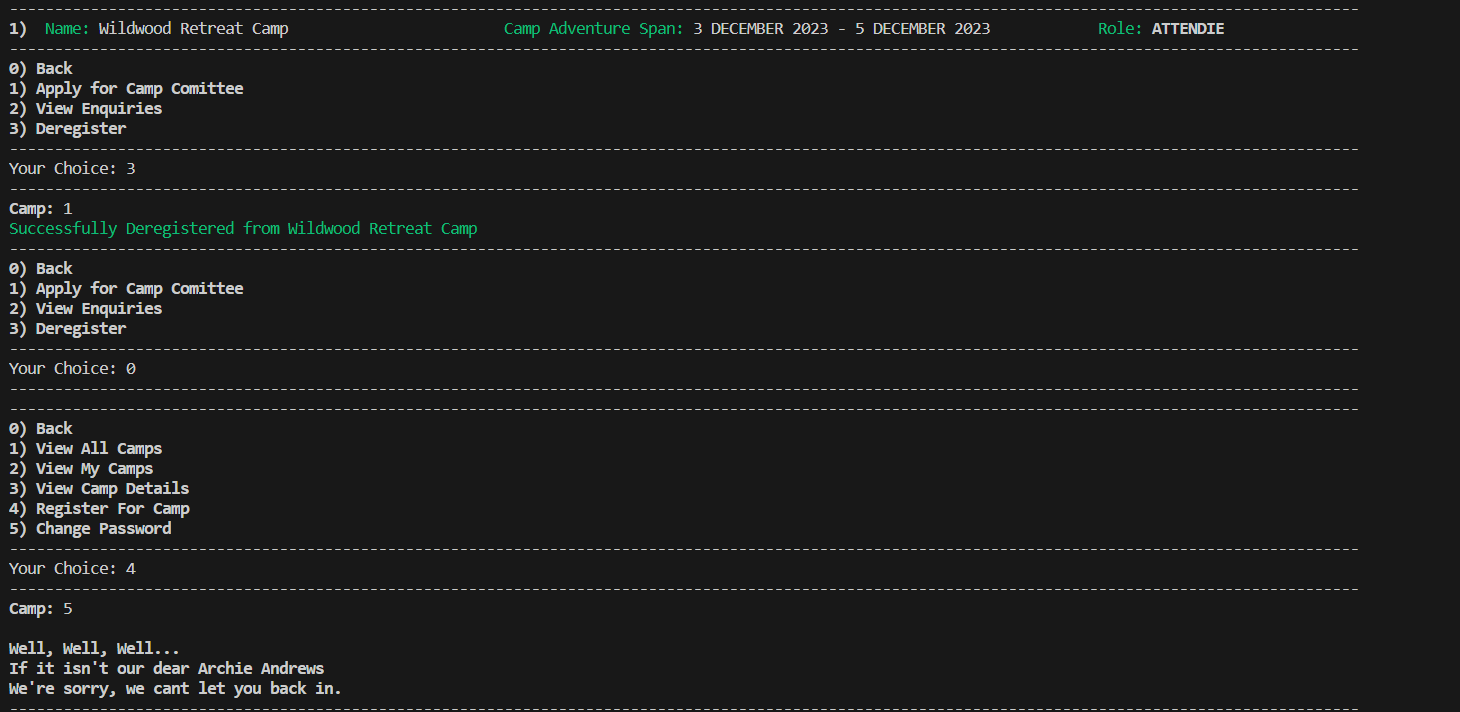 1) Name: Wildwood Retreat Camp Camp Adventure Span: 3 DECEMBER 2023 - 5 DECEMBER 2023 Role: ATTENDIE
0) Back
1) Apply for Camp Comittee
2) View Enquiries
3) Deregister
Your Choice: 3
Camp: 1
Successfully Deregistered from Wildwood Retreat Camp
0) Back
1) Apply for Camp Comittee
2) View Enquiries
3) Deregister
Your Choice: 0
0) Back
1) View All Camps
2) View My Camps
3) View Camp Details
4) Register For Camp
5) Change Password
Your Choice: 4
Camp: 5
Well, Well, Well...
If it isn't our dear Archie Andrews
We're sorry, we cant let you back in.